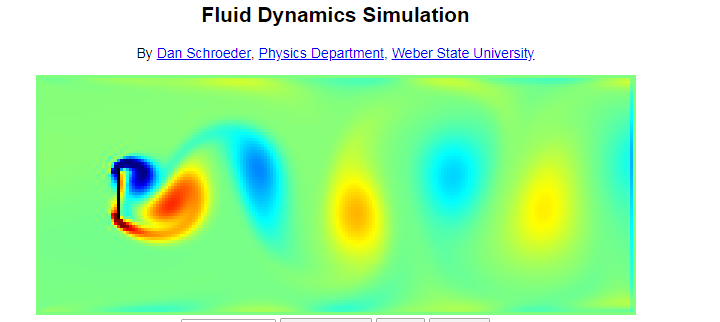 Fluid Dynamics Simulation
By Dan Schroeder, Physics Department, Weber State University